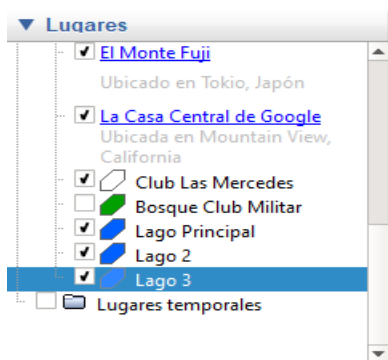 Lugares
El Monte Fuji
Ubicado en Tokio, Japón
La Casa Central de Google
Ubicada en Mountain View,
California
Club Las Mercedes
Bosque Club Militar
Lago Principal
Lago 2
Lago 3
Lugares temporales